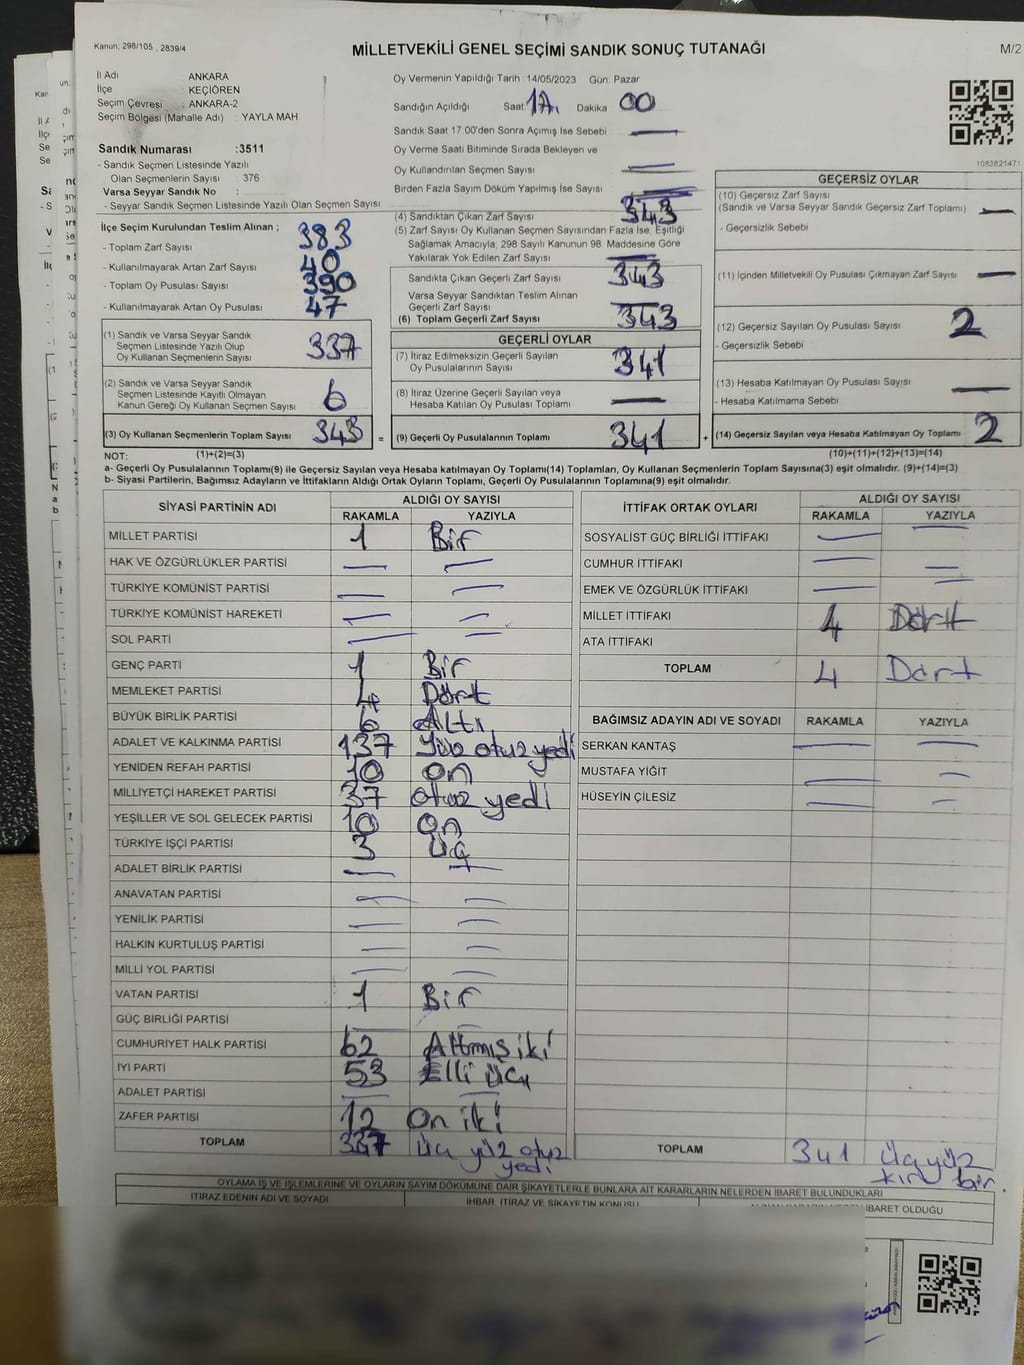 Kanun: 298/105 , 2839/4
MİLLETVEKİLİ GENEL SEÇİMİ SANDIK SONUÇ TUTANAĞI
M/2
İl Adı : ANKARA
İlçe : KEÇİÖREN
Seçim Çevresi : ANKARA-2
Seçim Bölgesi (Mahalle Adı) : YAYLA MAH
Sandık Numarası :3511
- Sandık Seçmen Listesinde Yazılı
Olan Seçmenlerin Sayısı : 376
Varsa Seyyar Sandık No :
- Seyyar Sandık Seçmen Listesinde Yazılı Olan Seçmen Sayısı:
Oy Vermenin Yapıldığı Tarih : 14/05/2023 Gün: Pazar
Sandığın Açıldığı Saat 17. Dakika 00
Sandık Saat 17:00'den Sonra Açımış İse Sebebi
Oy Verme Saati Bitiminde Sırada Bekleyen ve
Oy Kullandırılan Seçmen Sayısı
Birden Fazla Sayım Döküm Yapılmış İse Sayısı
1082621471
İlçe Seçim Kurulundan Teslim Alınan ;
- Toplam Zarf Sayısı 383
- Kullanılmayarak Artan Zarf Sayısı 40
- Toplam Oy Pusulası Sayısı 390
- Kullanılmayarak Artan Oy Pusulası 47
(1) Sandık ve Varsa Seyyar Sandık
Seçmen Listesinde Yazılı Olup
Oy Kullanan Seçmenlerin Sayısı 337
(2) Sandık ve Varsa Seyyar Sandık
Seçmen Listesinde Kayıtlı Olmayan
Kanun Gereği Oy Kullanan Seçmen Sayısı 6
(3) Oy Kullanan Seçmenlerin Toplam Sayısı 343 =
(4) Sandıktan Çıkan Zarf Sayısı 343
(5) Zarf Sayısı Oy Kullanan Seçmen Sayısından Fazla İse, Eşitliği
Sağlamak Amacıyla, 298 Sayılı Kanunun 98. Maddesine Göre
Yakılarak Yok Edilen Zarf Sayısı
Sandıkta Çıkan Geçerli Zarf Sayısı 343
Varsa Seyyar Sandıktan Teslim Alınan
Geçerli Zarf Sayısı
(6) Toplam Geçerli Zarf Sayısı 343
GEÇERLİ OYLAR
(7) İtiraz Edilmeksizin Geçerli Sayılan
Oy Pusulalarının Sayısı 341
(8) İtiraz Üzerine Geçerli Sayılan veya
Hesaba Katılan Oy Pusulası Toplamı
(9) Geçerli Oy Pusulalarının Toplamı 341 +
GEÇERSİZ OYLAR
(10) Geçersiz Zarf Sayısı
(Sandık ve Varsa Seyyar Sandık Geçersiz Zarf Toplamı)
- Geçersizlik Sebebi
(11) İçinden Milletvekili Oy Pusulası Çıkmayan Zarf Sayısı
(12) Geçersiz Sayılan Oy Pusulası Sayısı 2
- Geçersizlik Sebebi
(13) Hesaba Katılmayan Oy Pusulası Sayısı
- Hesaba Katılmama Sebebi
(14) Geçersiz Sayılan veya Hesaba Katılmayan Oy Toplamı 2
NOT: (1)+(2)=(3) (10)+(11)+(12)+(13)=(14)
a- Geçerli Oy Pusulalarının Toplamı(9) ile Geçersiz Sayılan veya Hesaba katılmayan Oy Toplamı(14) Toplamları, Oy Kullanan Seçmenlerin Toplam Sayısına(3) eşit olmalıdır. (9)+(14)=(3)
b- Siyasi Partilerin, Bağımsız Adayların ve İttifakların Aldığı Ortak Oyların Toplamı, Geçerli Oy Pusulalarının Toplamına(9) eşit olmalıdır.
SİYASİ PARTİNİN ADI ALDIĞI OY SAYISI
RAKAMLA YAZIYLA
MİLLET PARTİSİ 1 Bir
HAK VE ÖZGÜRLÜKLER PARTİSİ
TÜRKİYE KOMÜNİST PARTİSİ
TÜRKİYE KOMÜNİST HAREKETİ
SOL PARTİ
GENÇ PARTİ 1 Bir
MEMLEKET PARTİSİ 4 Dört
BÜYÜK BİRLİK PARTİSİ 6 Altı
ADALET VE KALKINMA PARTİSİ 137 Yüz otuz yedi
YENİDEN REFAH PARTİSİ 10 On
MİLLİYETÇİ HAREKET PARTİSİ 37 otuz yedi
YEŞİLLER VE SOL GELECEK PARTİSİ 10 On
TÜRKİYE İŞÇİ PARTİSİ 3 Üç
ADALET BİRLİK PARTİSİ
ANAVATAN PARTİSİ
YENİLİK PARTİSİ
HALKIN KURTULUŞ PARTİSİ
MİLLİ YOL PARTİSİ
VATAN PARTİSİ 1 Bir
GÜÇ BİRLİĞİ PARTİSİ
CUMHURİYET HALK PARTİSİ 62 Altmış iki
İYİ PARTİ 53 Elli üç
ADALET PARTİSİ
ZAFER PARTİSİ 12 On iki
TOPLAM 337 üç yüz otuz
yedi
İTTİFAK ORTAK OYLARI ALDIĞI OY SAYISI
RAKAMLA YAZIYLA
SOSYALİST GÜÇ BİRLİĞİ İTTİFAKI
CUMHUR İTTİFAKI
EMEK VE ÖZGÜRLÜK İTTİFAKI
MİLLET İTTİFAKI 4 Dört
ATA İTTİFAKI
TOPLAM 4 Dört
BAĞIMSIZ ADAYIN ADI VE SOYADI RAKAMLA YAZIYLA
SERKAN KANTAŞ
MUSTAFA YİĞİT
HÜSEYİN ÇİLESİZ
TOPLAM 341 Üç yüz
kırk bir.
OYLAMA İŞ VE İŞLEMLERİNE VE OYLARIN SAYIM DÖKÜMÜNE DAİR ŞİKAYETLERLE BUNLARA AİT KARARLARIN NELERDEN İBARET BULUNDUKLARI
İTİRAZ EDENİN ADI VE SOYADI
İHBAR, İTİRAZ VE ŞİKAYETİN KONUSU
İBARET OLDUĞU